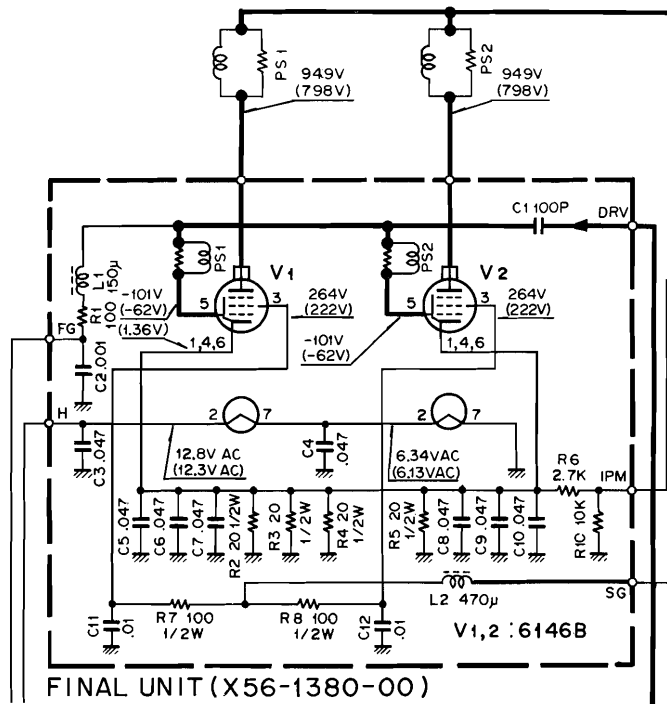 PS1
PS2
949V
(798V)
949V
(798V)
C1 100P
DRV
PS1
PS2
V1
V2
L1
150μ
R1
100
-101V
(-62V)
(1.36V)
5
3
264V
(222V)
5
3
264V
(222V)
FG
C2 .001
1,4,6
-101V
(-62V)
1,4,6
H
2
7
2
7
C3 .047
12.8V AC
(12.3V AC)
C4
.047
6.34VAC
(6.13VAC)
R6
2.7K
IPM
C5 .047
C6 .047
C7 .047
R2 20 1/2W
R3 20
1/2W
R4 20
1/2W
R5 20
1/2W
C8 .047
C9 .047
C10 .047
R1C 10K
L2 470μ
SG
C11
.01
R7 100
1/2W
R8 100
1/2W
C12
.01
V1,2 : 6146B
FINAL UNIT (X56-1380-00)